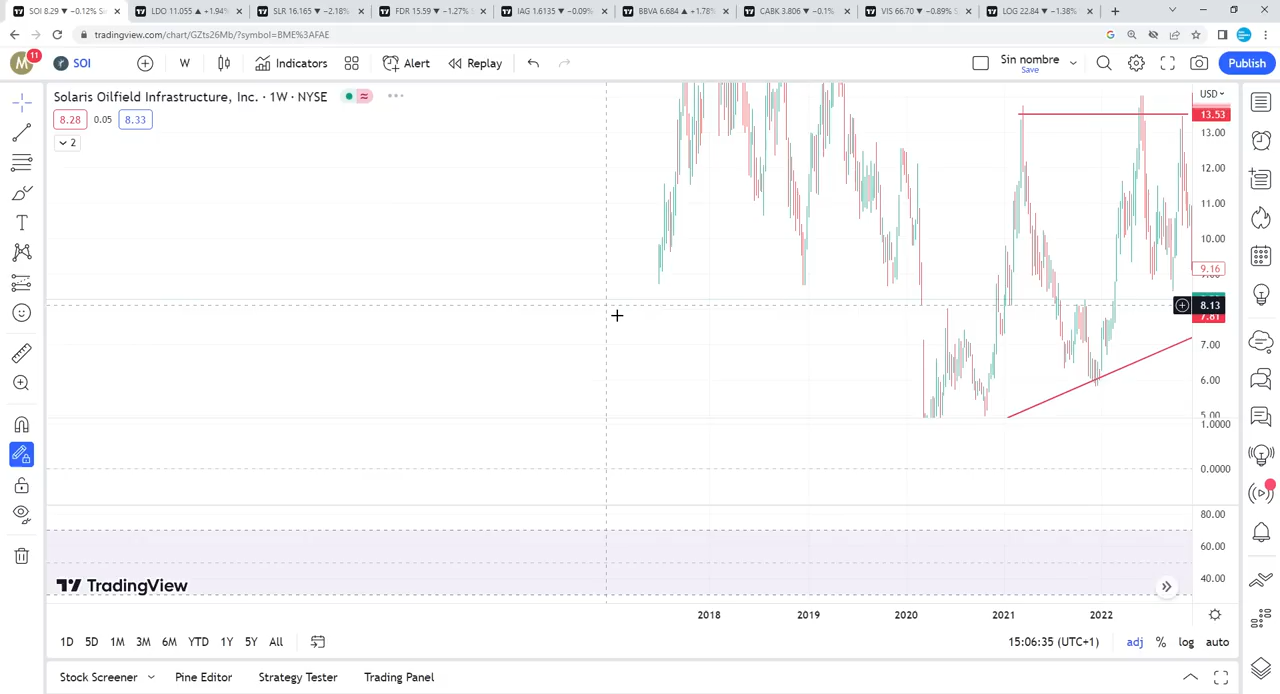 SOI 8.29 ▼ −0.12%
LDO 11.055 ▲ +1.94%
SLR 16.165 ▼ −2.18%
FDR 15.59 ▼ −1.27%
IAG 1.6135 ▼ −0.09%
BBVA 6.684 ▲ +1.78%
CABK 3.806 ▼ −0.1%
VIS 66.70 ▼ −0.89%
LOG 22.84 ▼ −1.38%
tradingview.com/chart/GZts26Mb/?symbol=BME%3AFAE
M 11 SOI W Indicators Alert Replay Sin nombre Save Publish
Solaris Oilfield Infrastructure, Inc. · 1W · NYSE
USD
8.28 0.05 8.33
2
13.53
13.00
12.00
11.00
10.00
9.16
9.00
8.13
7.81
7.00
6.00
5.00
1.0000
0.0000
80.00
60.00
40.00
TradingView
2018 2019 2020 2021 2022
1D 5D 1M 3M 6M YTD 1Y 5Y All 15:06:35 (UTC+1) adj % log auto
Stock Screener Pine Editor Strategy Tester Trading Panel